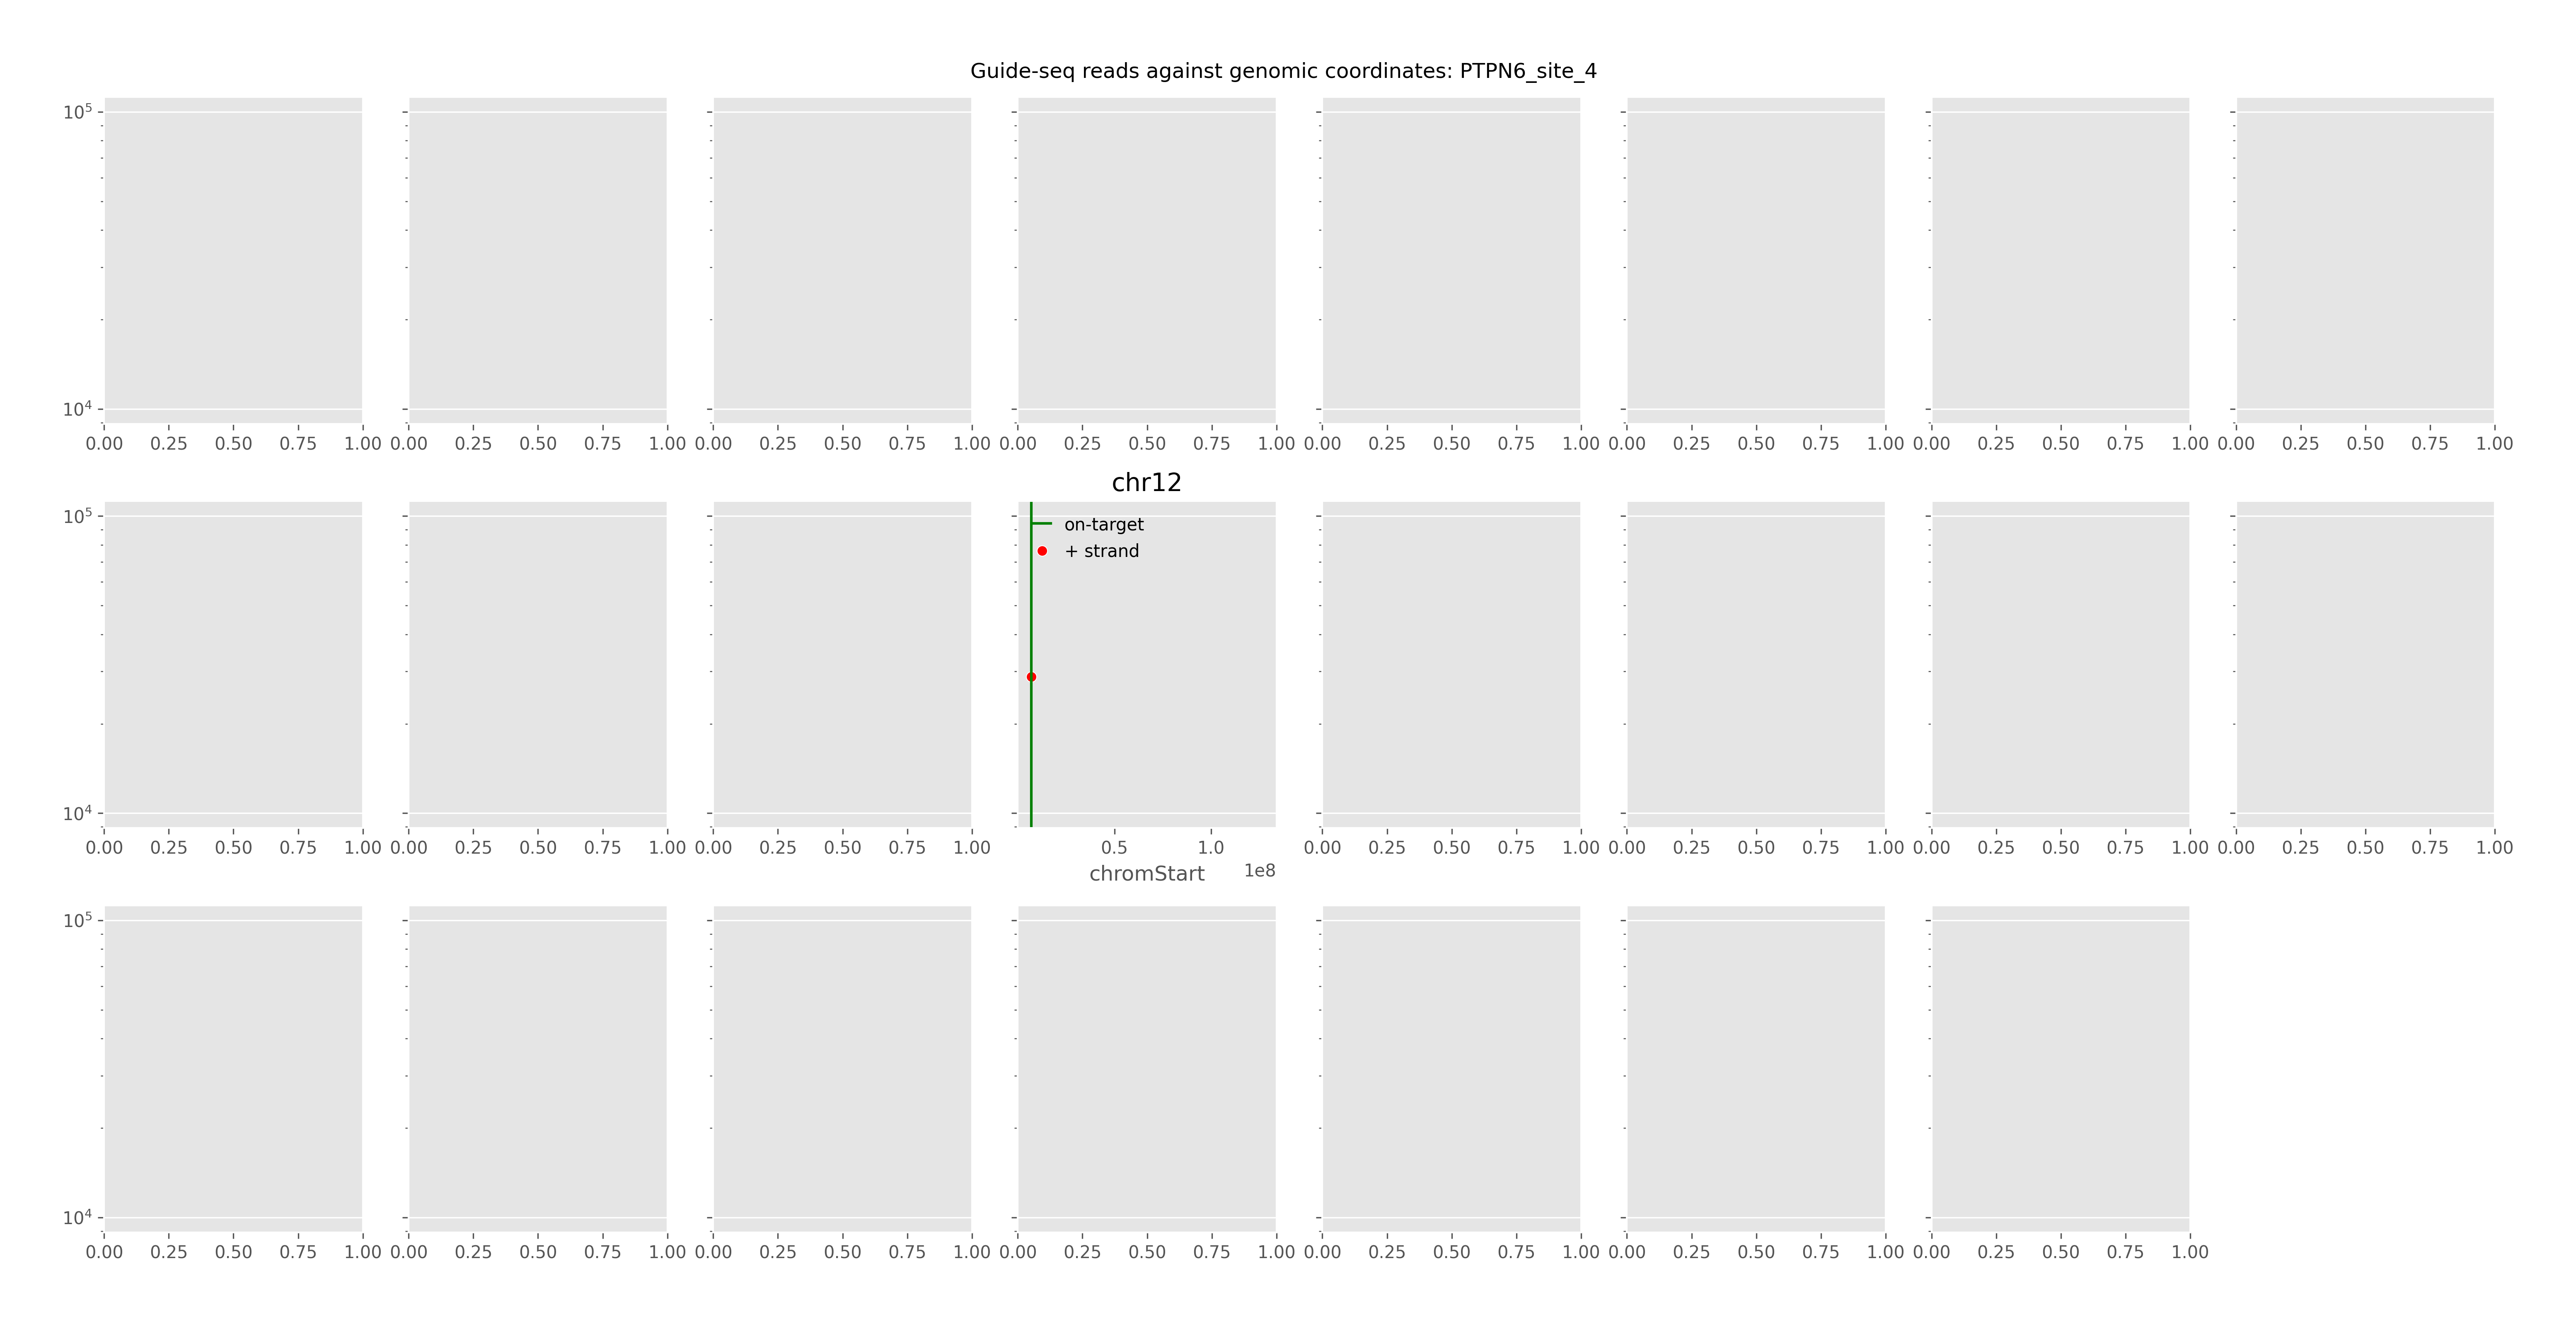 Guide-seq reads against genomic coordinates: PTPN6_site_4
10^5
10^4
0.00 0.25 0.50 0.75 1.00 0.00 0.25 0.50 0.75 1.00 0.00 0.25 0.50 0.75 1.00 0.00 0.25 0.50 0.75 1.00 0.00 0.25 0.50 0.75 1.00 0.00 0.25 0.50 0.75 1.00 0.00 0.25 0.50 0.75 1.00 0.00 0.25 0.50 0.75 1.00
chr12
10^5
on-target
+ strand
10^4
0.00 0.25 0.50 0.75 1.00 0.00 0.25 0.50 0.75 1.00 0.00 0.25 0.50 0.75 1.00 0.5 1.0 0.00 0.25 0.50 0.75 1.00 0.00 0.25 0.50 0.75 1.00 0.00 0.25 0.50 0.75 1.00 0.00 0.25 0.50 0.75 1.00
chromStart 1e8
10^5
10^4
0.00 0.25 0.50 0.75 1.00 0.00 0.25 0.50 0.75 1.00 0.00 0.25 0.50 0.75 1.00 0.00 0.25 0.50 0.75 1.00 0.00 0.25 0.50 0.75 1.00 0.00 0.25 0.50 0.75 1.00 0.00 0.25 0.50 0.75 1.00